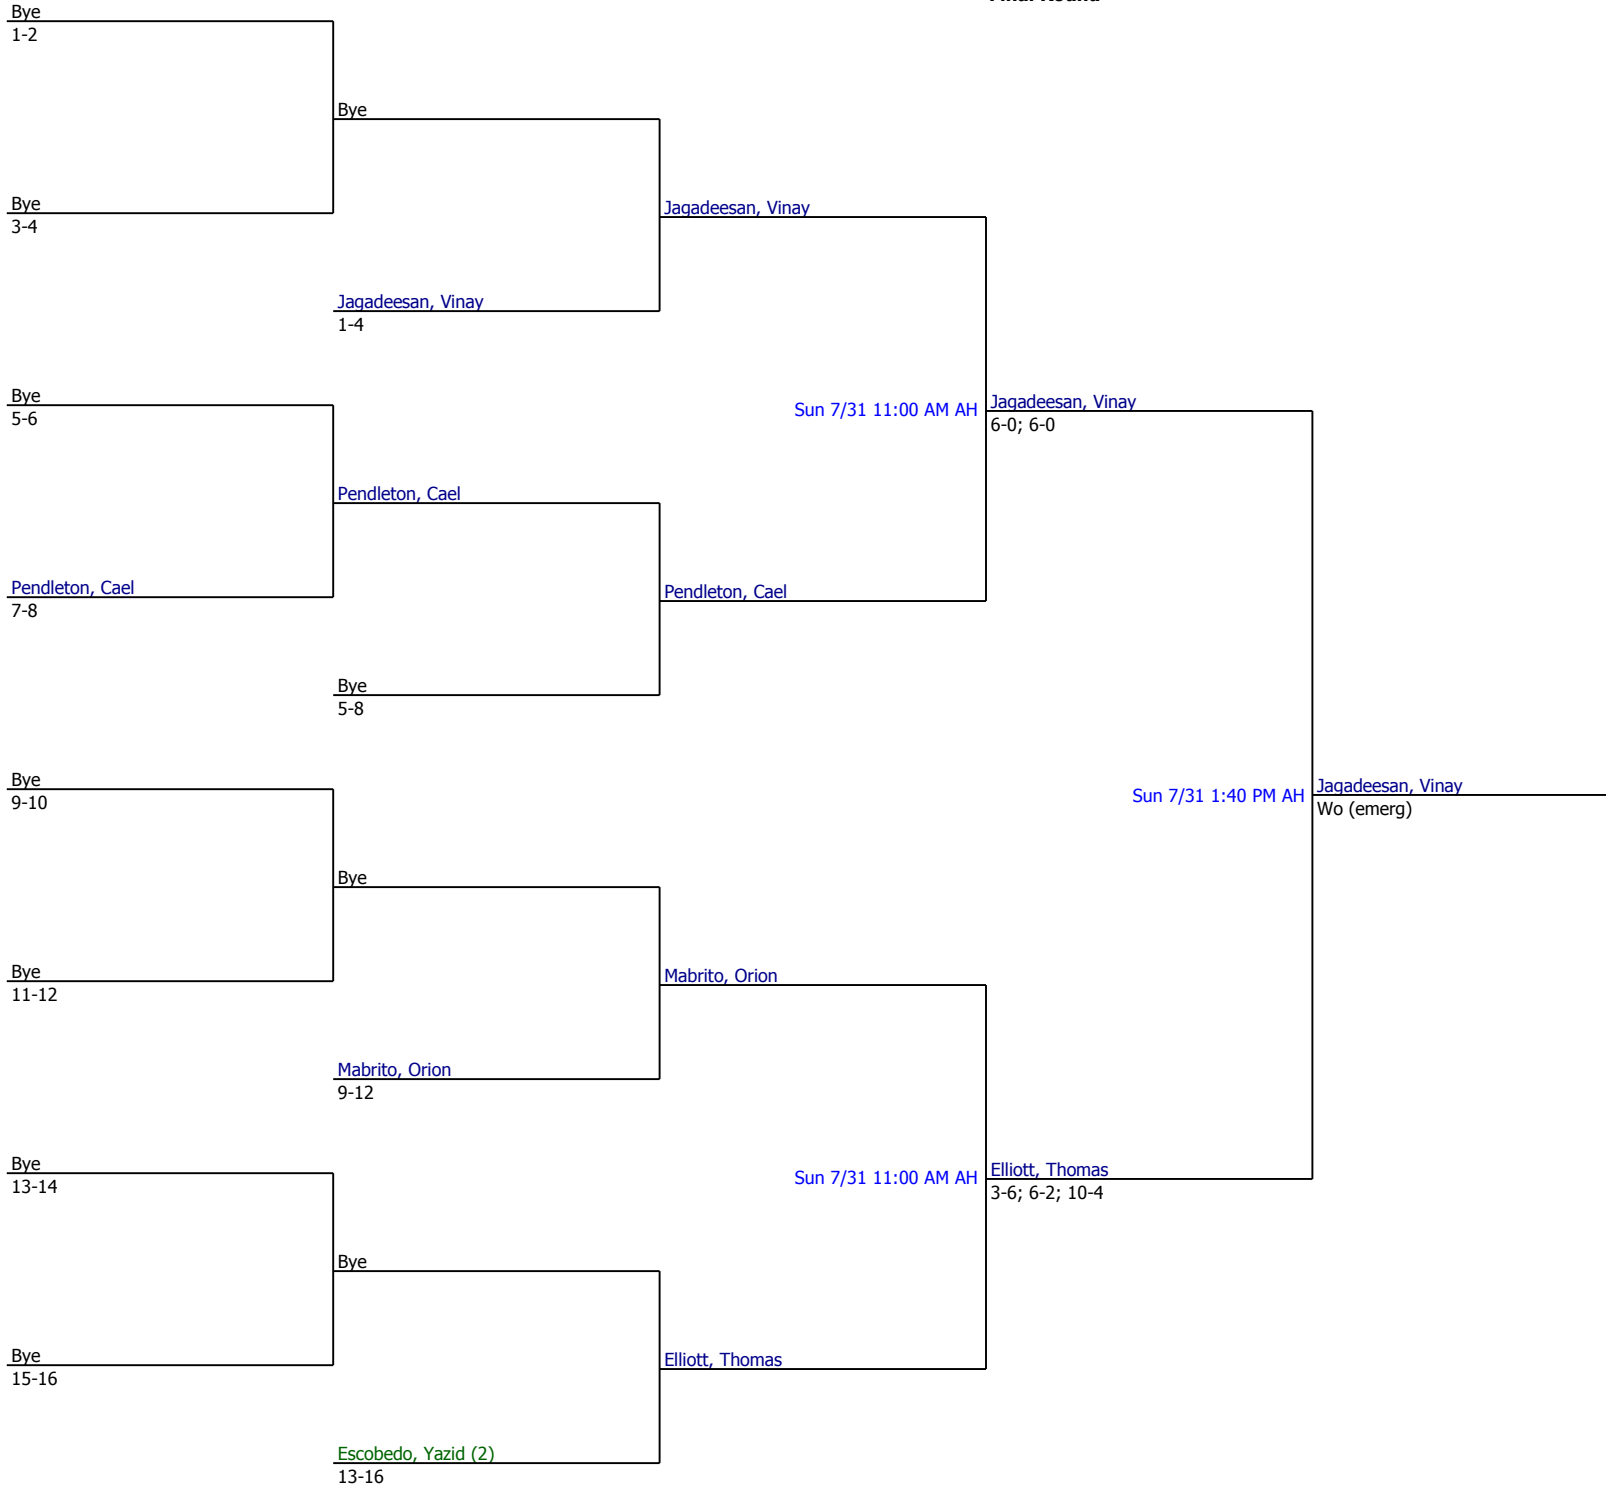 Bye
1-2
Bye
3-4
Bye
5-6
Pendleton, Cael
7-8
Bye
9-10
Bye
11-12
Bye
13-14
Bye
15-16
Bye
Jagadeesan, Vinay
1-4
Pendleton, Cael
Bye
5-8
Bye
Mabrito, Orion
9-12
Bye
Escobedo, Yazid (2)
13-16
Jagadeesan, Vinay
Sun 7/31 11:00 AM AH
Pendleton, Cael
Mabrito, Orion
Sun 7/31 11:00 AM AH
Elliott, Thomas
Final Round
Jagadeesan, Vinay
6-0; 6-0
Sun 7/31 1:40 PM AH
Elliott, Thomas
3-6; 6-2; 10-4
Jagadeesan, Vinay
Wo (emerg)